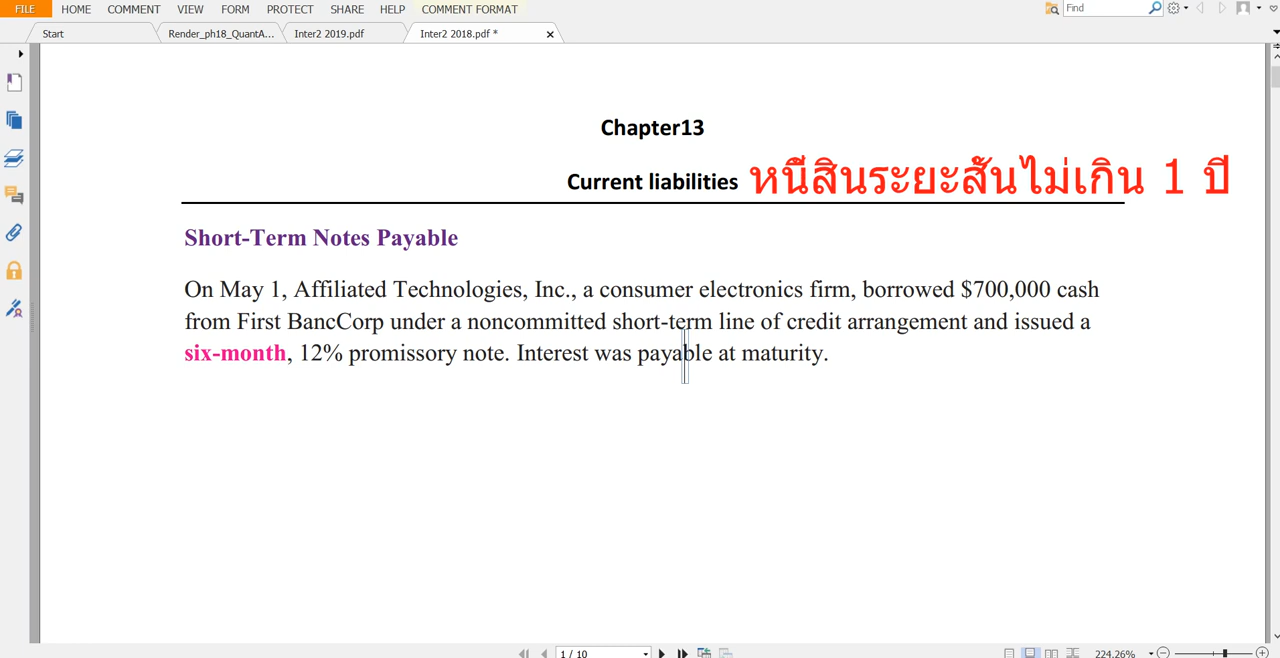 FILE HOME COMMENT VIEW FORM PROTECT SHARE HELP COMMENT FORMAT Find
Start Render_ph18_QuantA... Inter2 2019.pdf Inter2 2018.pdf *
Chapter13
Current liabilities หนี้สินระยะสั้นไม่เกิน 1 ปี
Short-Term Notes Payable
On May 1, Affiliated Technologies, Inc., a consumer electronics firm, borrowed $700,000 cash
from First BancCorp under a noncommitted short-term line of credit arrangement and issued a
six-month, 12% promissory note. Interest was payable at maturity.
1 / 10 224.26%